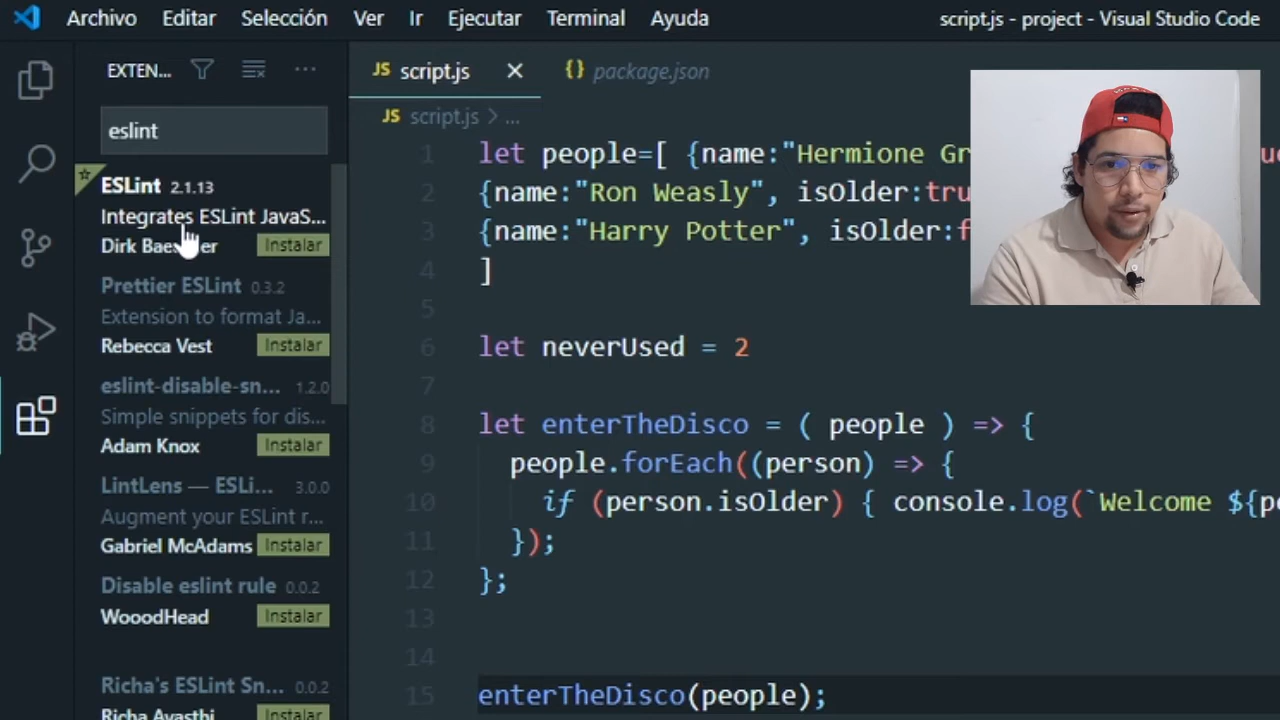 Archivo Editar Selección Ver Ir Ejecutar Terminal Ayuda script.js - project - Visual Studio Code
EXTEN...
eslint
ESLint 2.1.13
Integrates ESLint JavaS...
Dirk Instalar
Prettier ESLint 0.3.2
Extension to format Ja...
Rebecca Vest Instalar
eslint-disable-sn... 1.2.0
Simple snippets for dis...
Adam Knox Instalar
LintLens — ESLi... 3.0.0
Augment your ESLint r...
Gabriel McAdams Instalar
Disable eslint rule 0.0.2
WooodHead Instalar
Richa's ESLint Sn... 0.0.2
Richa Avasthi Instalar
JS script.js {} package.json
JS script.js > ...
1 let people=[ {name:"Hermione Gr
2 {name:"Ron Weasly", isOlder:tru
3 {name:"Harry Potter", isOlder:f
4 ]
5
6 let neverUsed = 2
7
8 let enterTheDisco = ( people ) => {
9 people.forEach((person) => {
10 if (person.isOlder) { console.log(`Welcome ${pe
11 });
12 };
13
14
15 enterTheDisco(people);